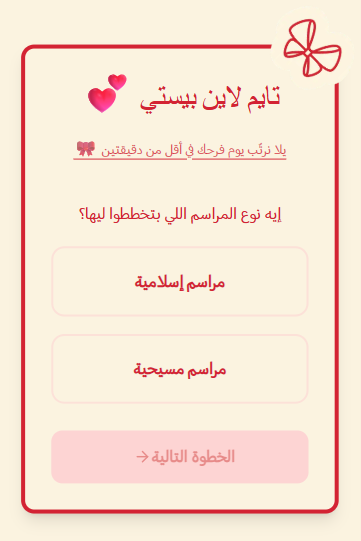 تايم لاين بيستي 💕
يلا نرتّب يوم فرحك في أقل من دقيقتين 🎀
إيه نوع المراسم اللي بتخططوا ليها؟
مراسم إسلامية
مراسم مسيحية
الخطوة التالية →